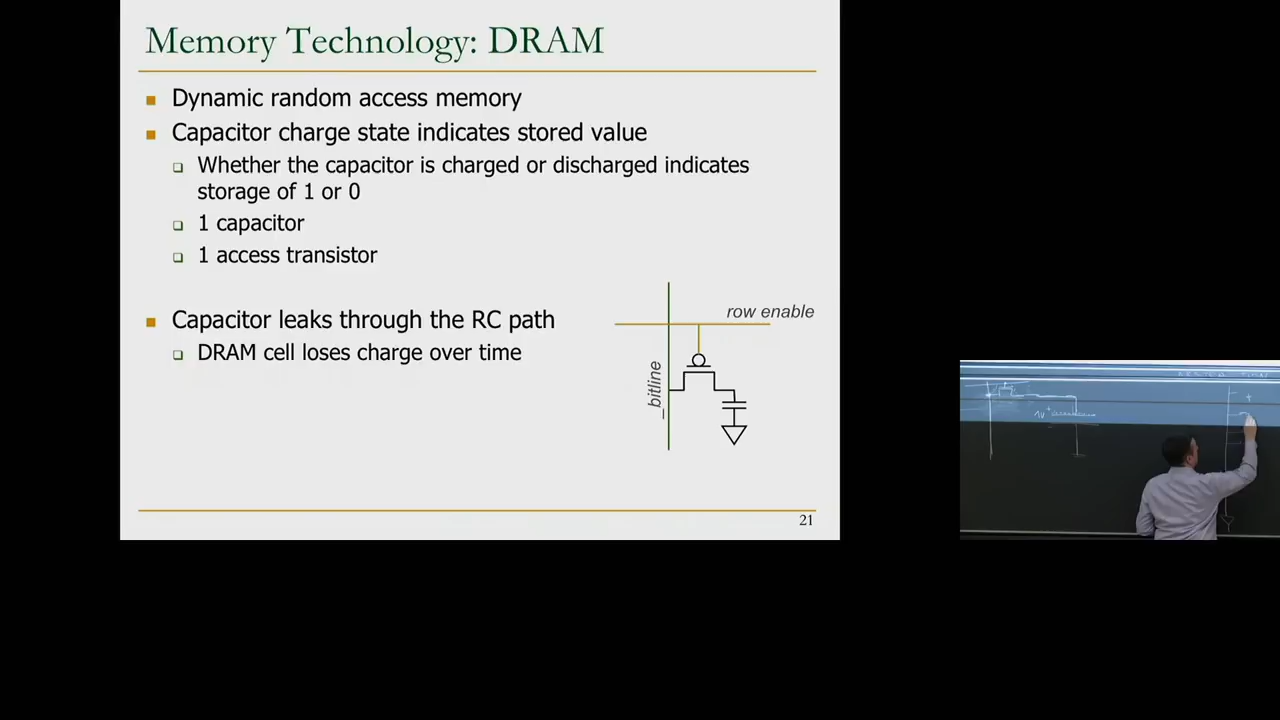 Memory Technology: DRAM
Dynamic random access memory
Capacitor charge state indicates stored value
Whether the capacitor is charged or discharged indicates
storage of 1 or 0
1 capacitor
1 access transistor
Capacitor leaks through the RC path
DRAM cell loses charge over time
row enable
_bitline
21